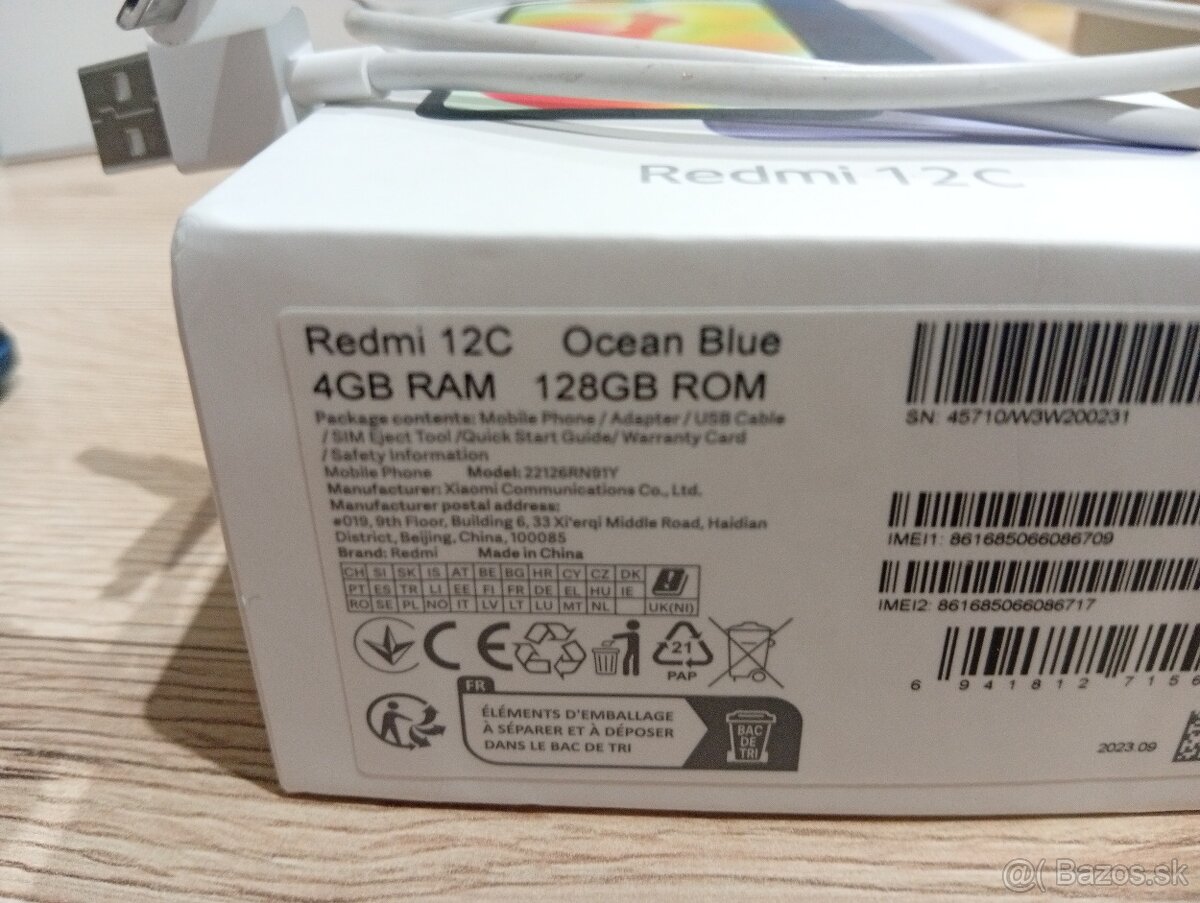 Redmi 12C
Redmi 12C Ocean Blue
4GB RAM 128GB ROM
Package contents: Mobile Phone / Adapter / USB Cable
/ SIM Eject Tool /Quick Start Guide/ Warranty Card
/ Safety Information
Mobile Phone Model: 22126RN91Y
Manufacturer: Xiaomi Communications Co., Ltd.
Manufacturer postal address:
#019, 9th Floor, Building 6, 33 Xi'erqi Middle Road, Haidian
District, Beijing, China, 100085
Brand: Redmi Made in China
CH SI SK IS AT BE BG HR CY CZ DK
PT ES TR LI EE FI FR DE EL HU IE
RO SE PL NO IT LV LT LU MT NL UK(NI)
CE
21
PAP
FR
ÉLÉMENTS D'EMBALLAGE
À SÉPARER ET À DÉPOSER
DANS LE BAC DE TRI
BAC
DE
TRI
SN: 45710/W3W200231
IMEI1: 861685066086709
IMEI2: 861685066086717
6 941812 7156
2023.09
@( Bazos.sk